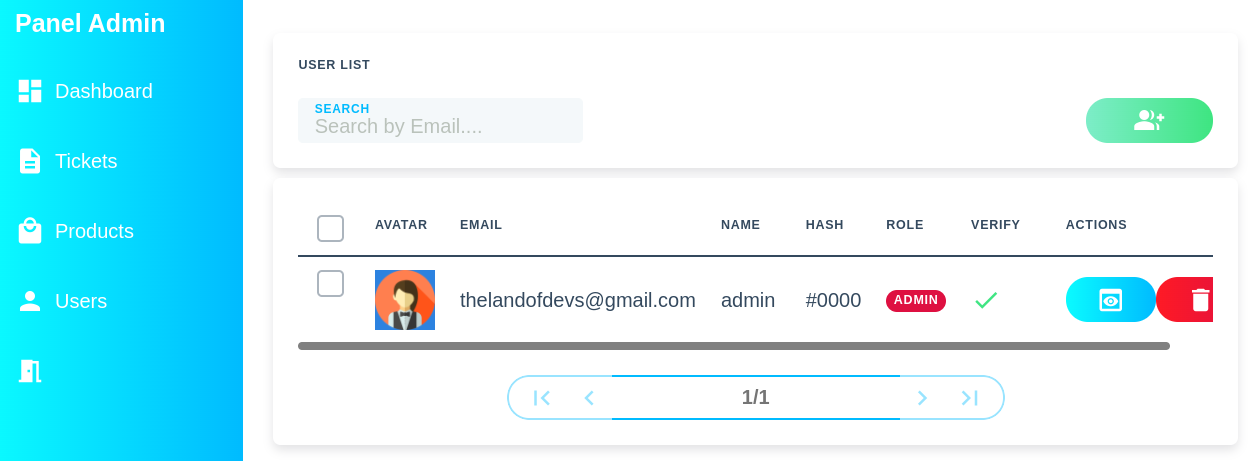 Panel Admin
Dashboard
Tickets
Products
Users
USER LIST
SEARCH
Search by Email....
AVATAR EMAIL NAME HASH ROLE VERIFY ACTIONS
thelandofdevs@gmail.com admin #0000 ADMIN
1/1